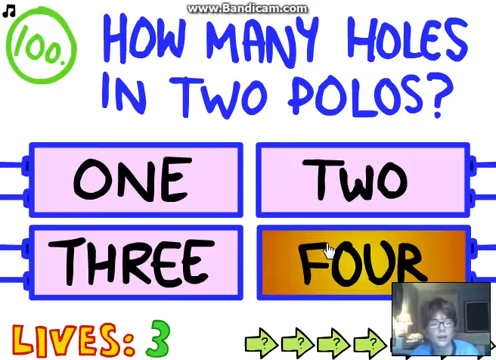 www.Bandicam.com
100.
HOW MANY HOLES
IN TWO POLOS?
ONE
TWO
THREE
FOUR
LIVES: 3
? ? ? ?